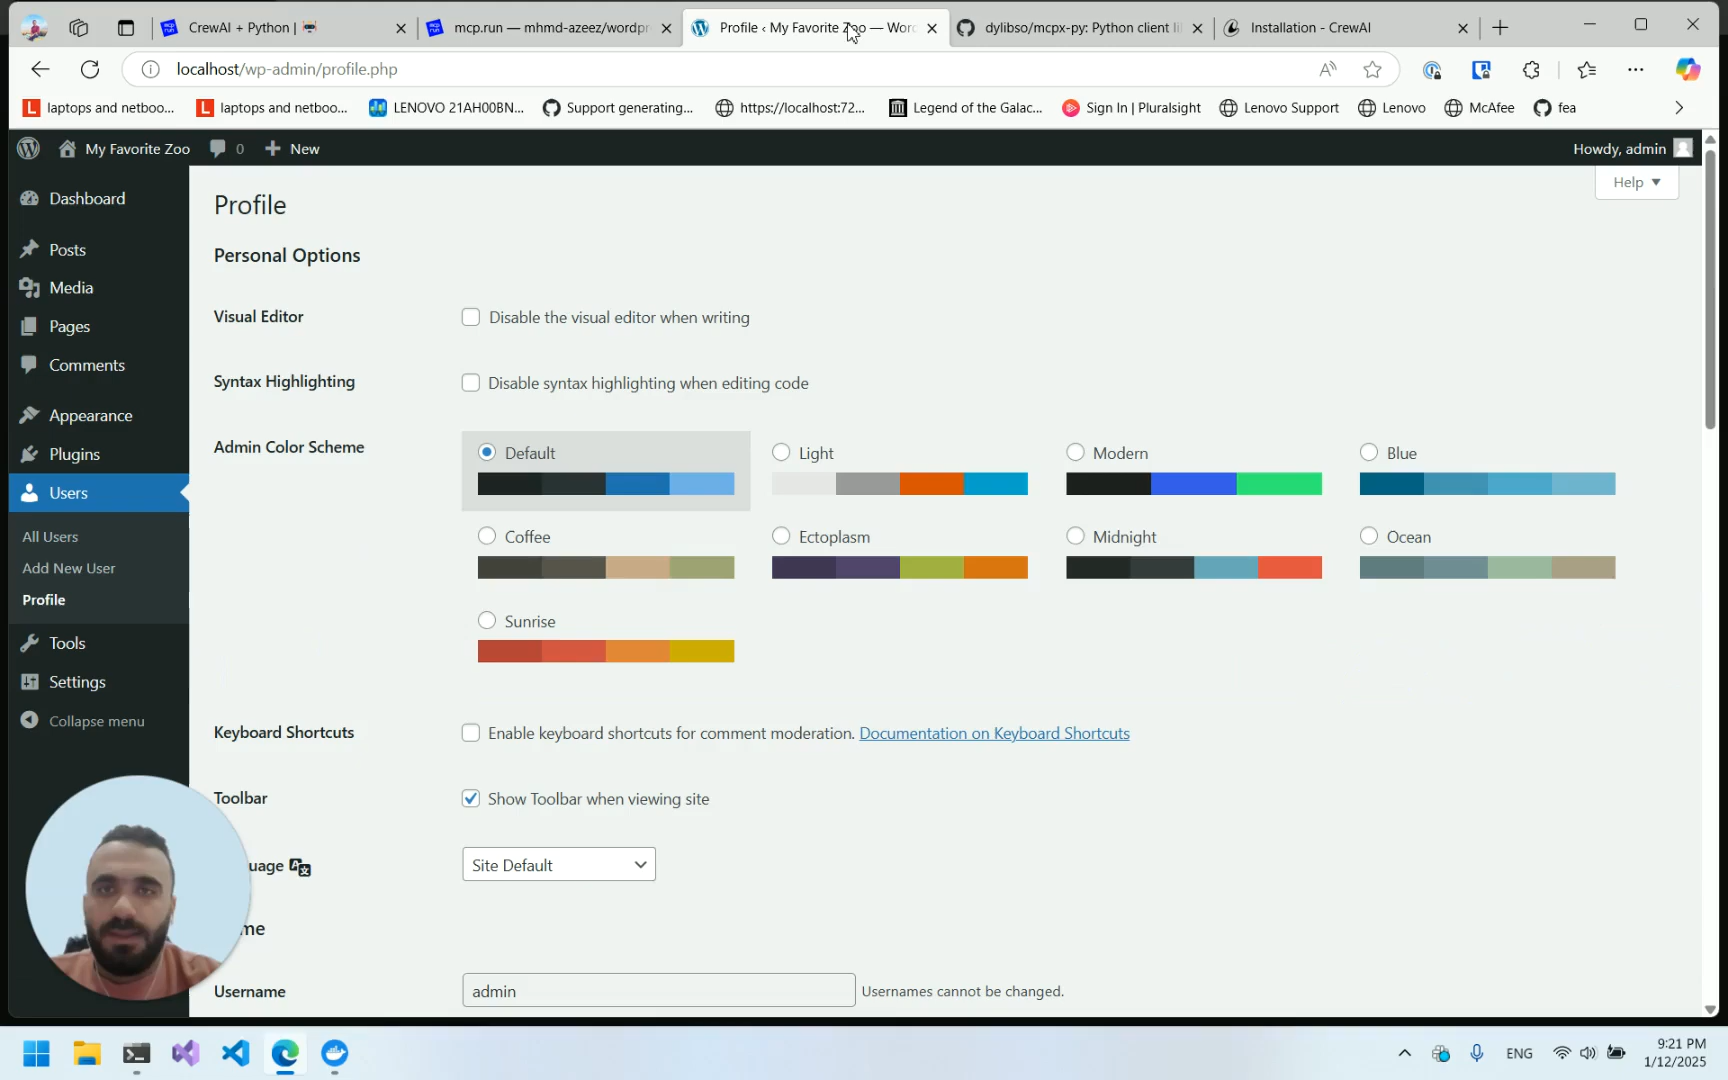 CrewAI + Python |
mcp.run — mhmd-azeez/wordpr
Profile ‹ My Favorite Zoo — Worc
dylibso/mcpx-py: Python client li
Installation - CrewAI
localhost/wp-admin/profile.php
laptops and netboo...
laptops and netboo...
LENOVO 21AH00BN...
Support generating...
https://localhost:72...
Legend of the Galac...
Sign In | Pluralsight
Lenovo Support
Lenovo
McAfee
fea
My Favorite Zoo
0
New
Howdy, admin
Help
Dashboard
Posts
Media
Pages
Comments
Appearance
Plugins
Users
All Users
Add New User
Profile
Tools
Settings
Collapse menu
Profile
Personal Options
Visual Editor
Disable the visual editor when writing
Syntax Highlighting
Disable syntax highlighting when editing code
Admin Color Scheme
Default
Light
Modern
Blue
Coffee
Ectoplasm
Midnight
Ocean
Sunrise
Keyboard Shortcuts
Enable keyboard shortcuts for comment moderation. Documentation on Keyboard Shortcuts
Toolbar
Show Toolbar when viewing site
uage
Site Default
me
Username
admin
Usernames cannot be changed.
ENG
9:21 PM
1/12/2025